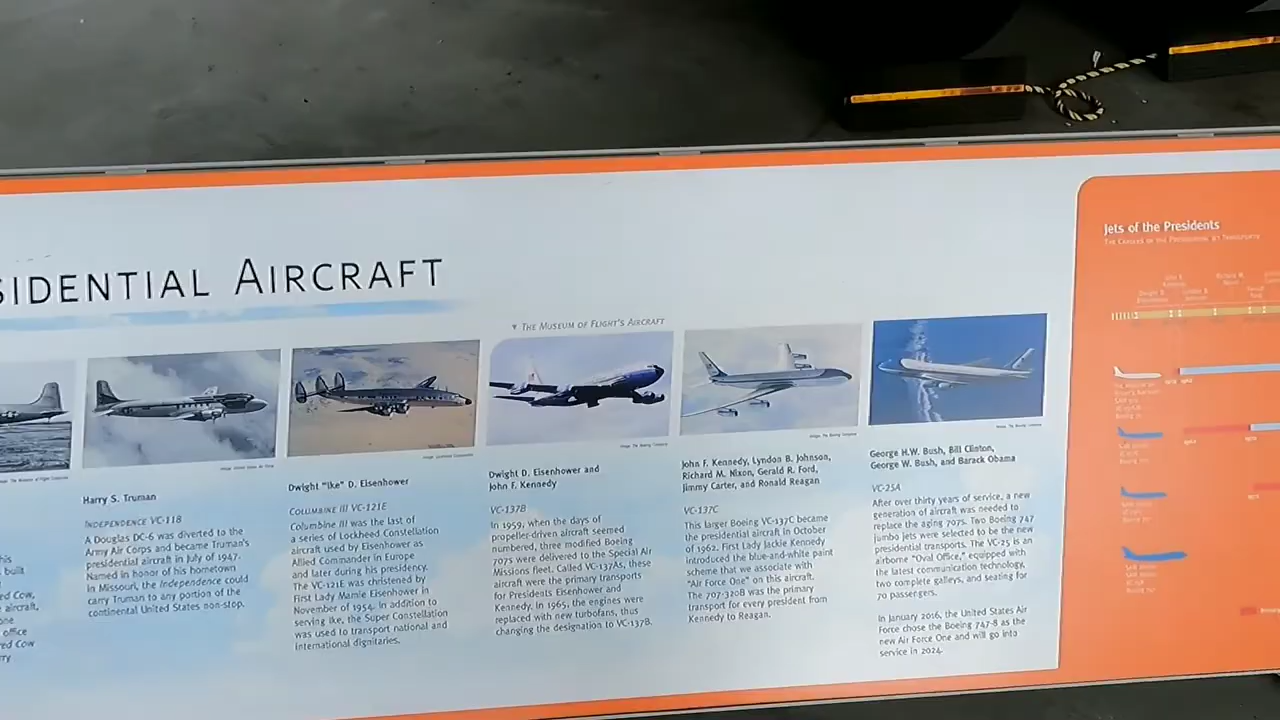 SIDENTIAL AIRCRAFT
▼ THE MUSEUM OF FLIGHT'S AIRCRAFT
his
built
ed Cow,
aircraft,
one
office
red Cow
rry
Harry S. Truman
INDEPENDENCE VC-118
A Douglas DC-6 was diverted to the
Army Air Corps and became Truman's
presidential aircraft in July of 1947.
Named in honor of his hometown
in Missouri, the Independence could
carry Truman to any portion of the
continental United States non-stop.
Dwight "Ike" D. Eisenhower
COLUMBINE III VC-121E
Columbine III was the last of
a series of Lockheed Constellation
aircraft used by Eisenhower as
Allied Commander in Europe
and later during his presidency.
The VC-121E was christened by
First Lady Mamie Eisenhower in
November of 1954. In addition to
serving Ike, the Super Constellation
was used to transport national and
international dignitaries.
Dwight D. Eisenhower and
John F. Kennedy
VC-137B
In 1959, when the days of
propeller-driven aircraft seemed
numbered, three modified Boeing
707s were delivered to the Special Air
Missions fleet. Called VC-137As, these
aircraft were the primary transports
for Presidents Eisenhower and
Kennedy. In 1965, the engines were
replaced with new turbofans, thus
changing the designation to VC-137B.
John F. Kennedy, Lyndon B. Johnson,
Richard M. Nixon, Gerald R. Ford,
Jimmy Carter, and Ronald Reagan
VC-137C
This larger Boeing VC-137C became
the presidential aircraft in October
of 1962. First Lady Jackie Kennedy
introduced the blue-and-white paint
scheme that we associate with
"Air Force One" on this aircraft.
The 707-320B was the primary
transport for every president from
Kennedy to Reagan.
George H.W. Bush, Bill Clinton,
George W. Bush, and Barack Obama
VC-25A
After over thirty years of service, a new
generation of aircraft was needed to
replace the aging 707s. Two Boeing 747
jumbo jets were selected to be the new
presidential transports. The VC-25 is an
airborne "Oval Office," equipped with
the latest communication technology,
two complete galleys, and seating for
70 passengers.
In January 2016, the United States Air
Force chose the Boeing 747-8 as the
new Air Force One and will go into
service in 2024.
Jets of the Presidents
THE CAREERS OF THE PRESIDENTIAL JET TRANSPORTS